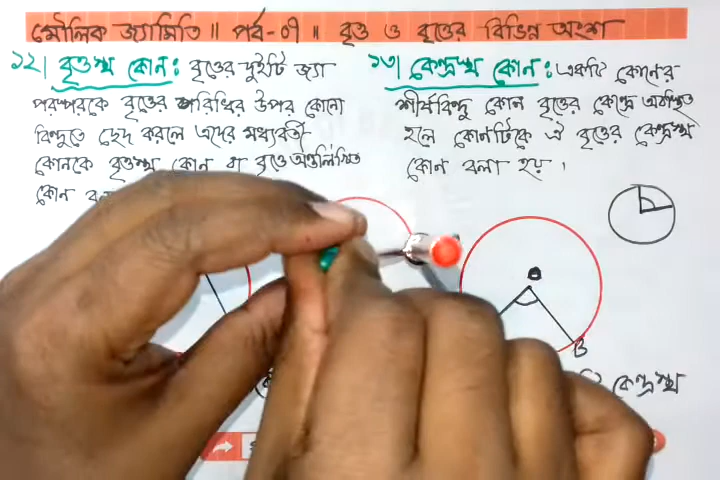 মৌলিক জ্যামিতি ॥ পর্ব-০৭ ॥ বৃত্ত ও বৃত্তের বিভিন্ন অংশ
১২| বৃত্তস্থ কোন: বৃত্তের দুইটি জ্যা
পরস্পরকে বৃত্তের পরিধির উপর কোনো
বিন্দুতে ছেদ করলে এদের মধ্যবর্তী
কোনকে বৃত্তস্থ কোন বা বৃত্তে অন্তর্লিখিত
কোন
১৩| কেন্দ্রস্থ কোন: একটি কোনের
শীর্ষবিন্দু কোন বৃত্তের কেন্দ্রে অবস্থিত
হলে কোনটিকে ঐ বৃত্তের কেন্দ্রস্থ
কোন বলা হয়।
B
কেন্দ্রস্থ